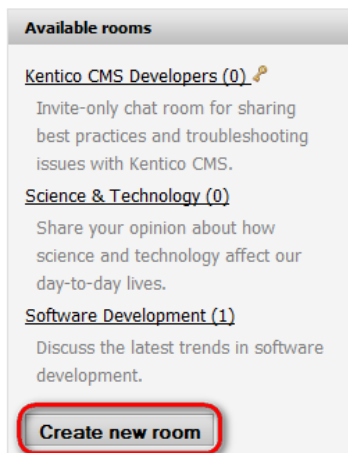 Available rooms
Kentico CMS Developers (0)
Invite-only chat room for sharing
best practices and troubleshooting
issues with Kentico CMS.
Science & Technology (0)
Share your opinion about how
science and technology affect our
day-to-day lives.
Software Development (1)
Discuss the latest trends in software
development.
Create new room